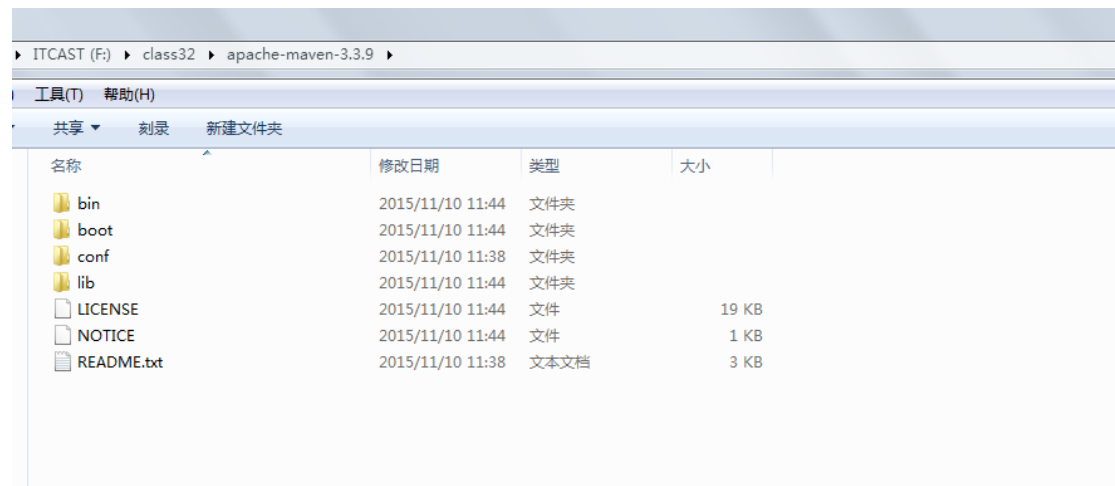 ITCAST (F:) class32 apache-maven-3.3.9
工具(T) 帮助(H)
共享 刻录 新建文件夹
名称 修改日期 类型 大小
bin 2015/11/10 11:44 文件夹
boot 2015/11/10 11:44 文件夹
conf 2015/11/10 11:38 文件夹
lib 2015/11/10 11:44 文件夹
LICENSE 2015/11/10 11:44 文件 19 KB
NOTICE 2015/11/10 11:44 文件 1 KB
README.txt 2015/11/10 11:38 文本文档 3 KB